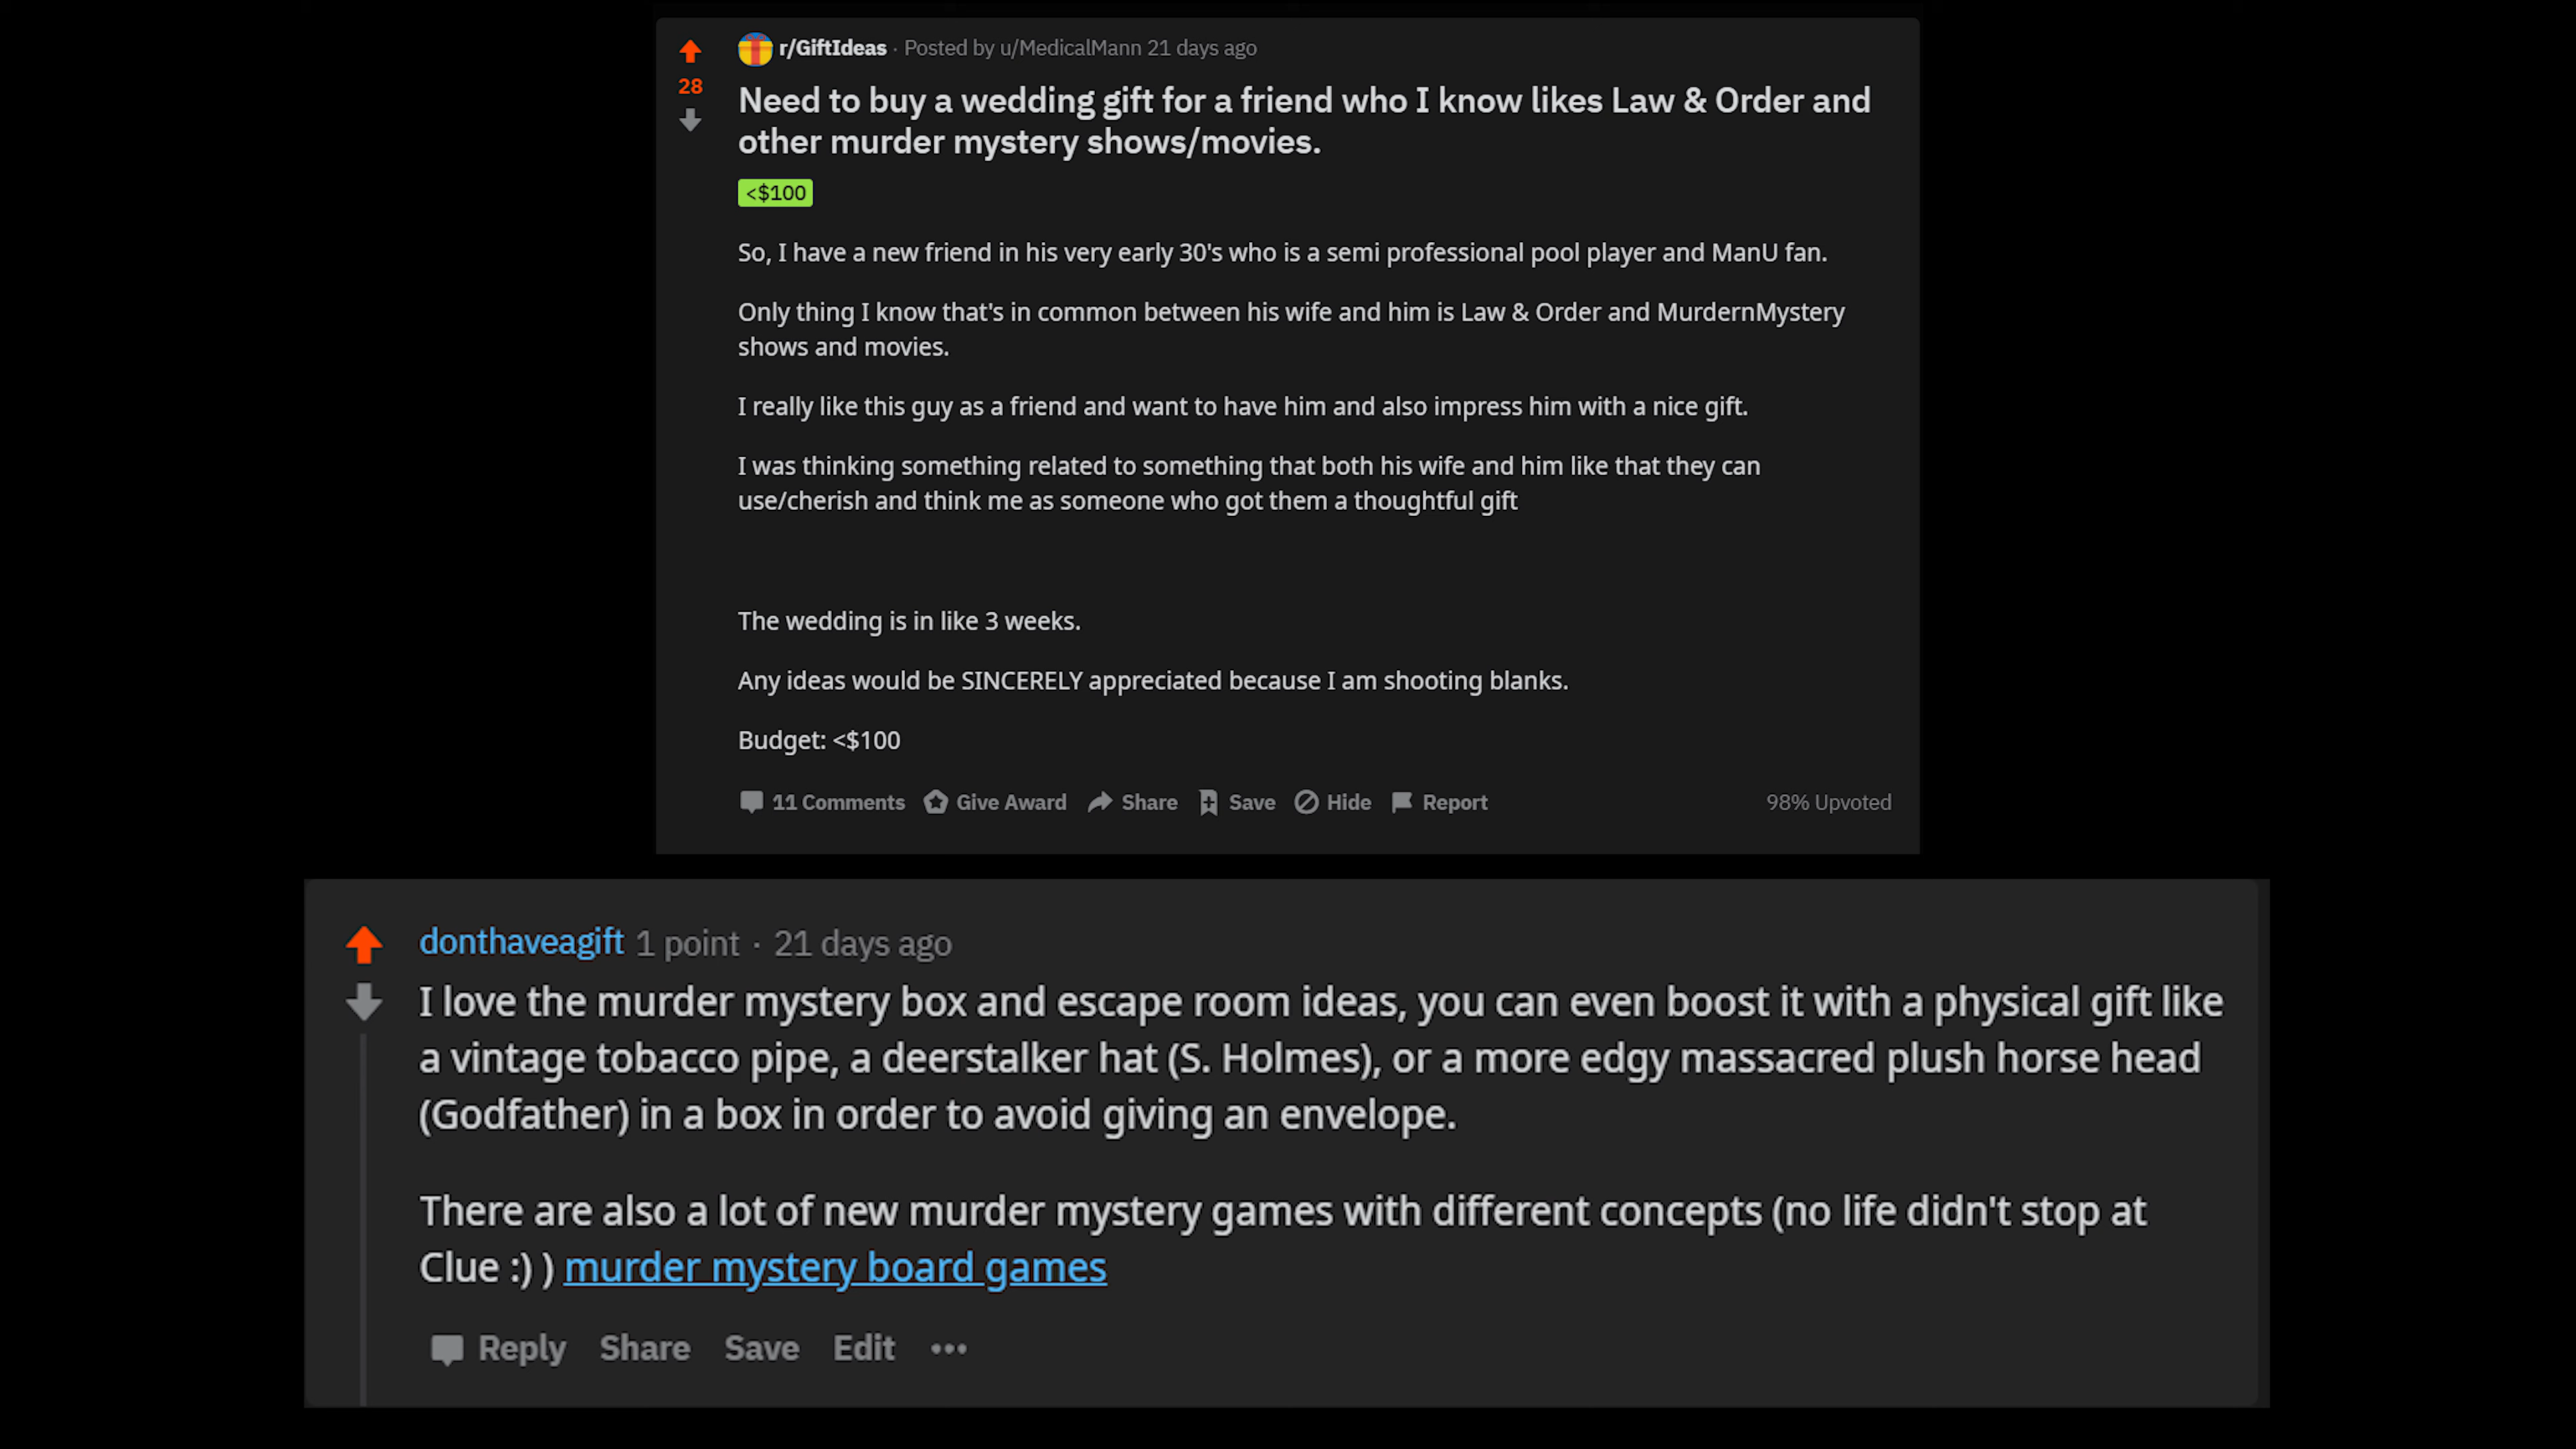 r/GiftIdeas · Posted by u/MedicalMann 21 days ago
28
Need to buy a wedding gift for a friend who I know likes Law & Order and
other murder mystery shows/movies.
<$100
So, I have a new friend in his very early 30's who is a semi professional pool player and ManU fan.
Only thing I know that's in common between his wife and him is Law & Order and MurdernMystery
shows and movies.
I really like this guy as a friend and want to have him and also impress him with a nice gift.
I was thinking something related to something that both his wife and him like that they can
use/cherish and think me as someone who got them a thoughtful gift
The wedding is in like 3 weeks.
Any ideas would be SINCERELY appreciated because I am shooting blanks.
Budget: <$100
11 Comments Give Award Share Save Hide Report 98% Upvoted
donthaveagift 1 point · 21 days ago
I love the murder mystery box and escape room ideas, you can even boost it with a physical gift like
a vintage tobacco pipe, a deerstalker hat (S. Holmes), or a more edgy massacred plush horse head
(Godfather) in a box in order to avoid giving an envelope.
There are also a lot of new murder mystery games with different concepts (no life didn't stop at
Clue :) ) murder mystery board games
Reply Share Save Edit •••